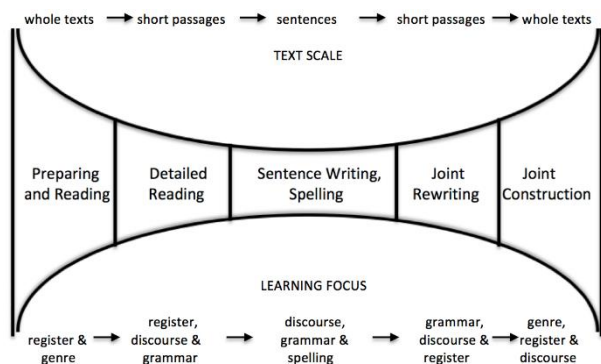 whole texts → short passages → sentences → short passages → whole texts
TEXT SCALE
Preparing and Reading
Detailed Reading
Sentence Writing, Spelling
Joint Rewriting
Joint Construction
LEARNING FOCUS
register & genre → register, discourse & grammar → discourse, grammar & spelling → grammar, discourse & register → genre, register & discourse